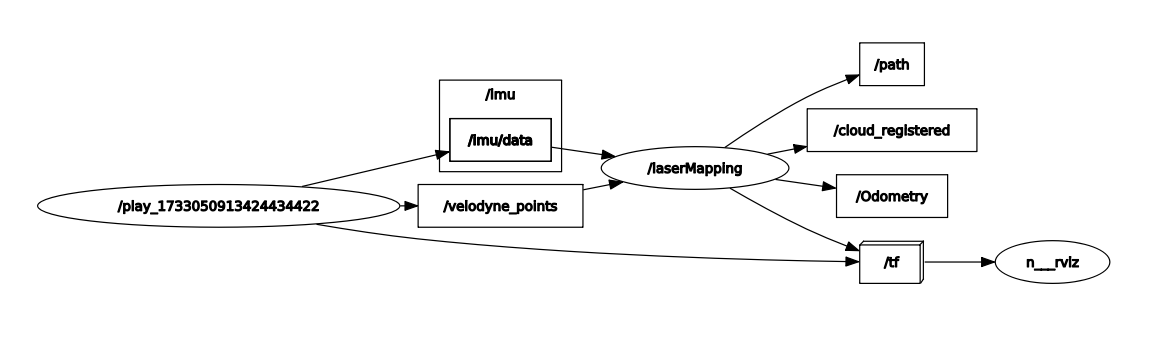 /path
/imu
/cloud_registered
/imu/data
/laserMapping
/Odometry
/play_1733050913424434422
/velodyne_points
/tf
n___rviz